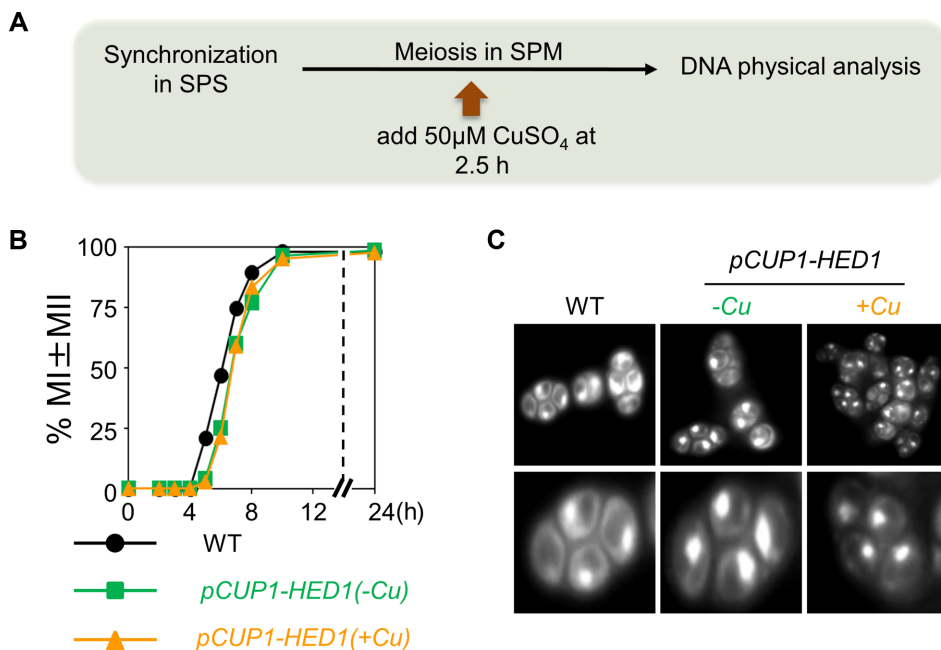 A
Synchronization
in SPS
Meiosis in SPM
DNA physical analysis
add 50μM CuSO₄ at
2.5 h
B
% MI±MII
100
75
50
25
0
0 4 8 12 24(h)
WT
pCUP1-HED1(-Cu)
pCUP1-HED1(+Cu)
C
pCUP1-HED1
WT -Cu +Cu